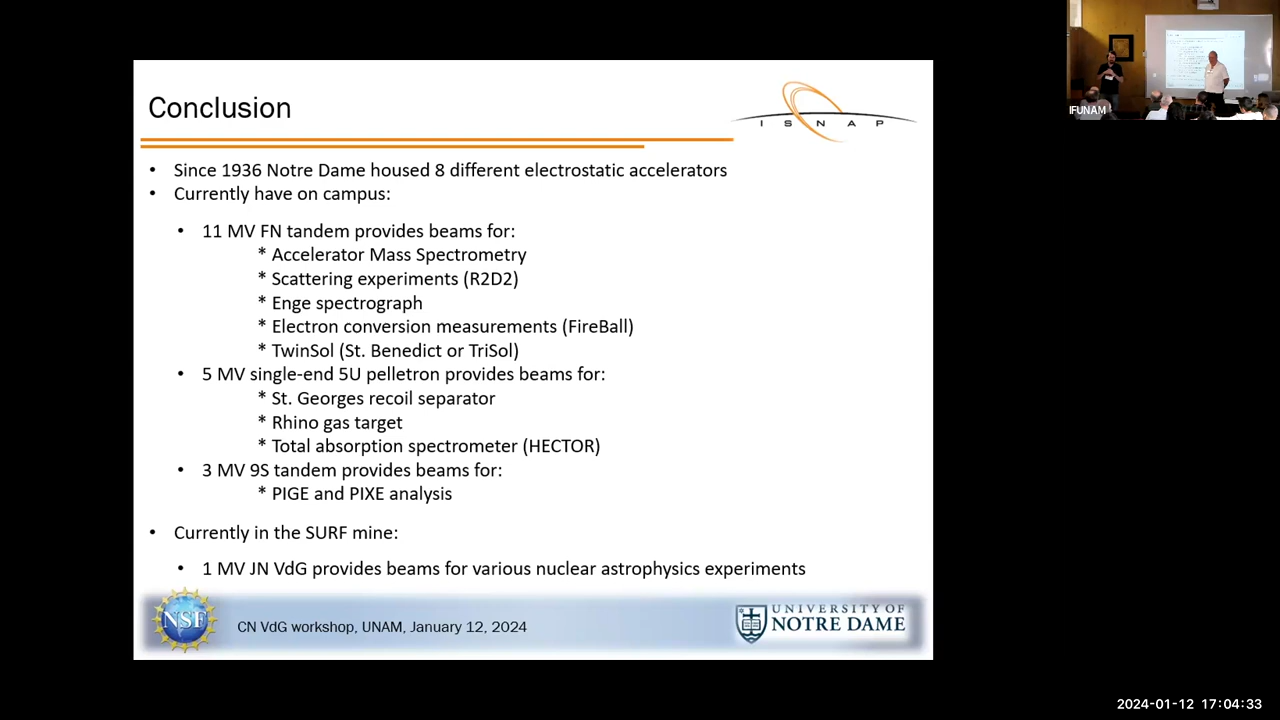 Conclusion
ISNAP
• Since 1936 Notre Dame housed 8 different electrostatic accelerators
• Currently have on campus:
• 11 MV FN tandem provides beams for:
* Accelerator Mass Spectrometry
* Scattering experiments (R2D2)
* Enge spectrograph
* Electron conversion measurements (FireBall)
* TwinSol (St. Benedict or TriSol)
• 5 MV single-end 5U pelletron provides beams for:
* St. Georges recoil separator
* Rhino gas target
* Total absorption spectrometer (HECTOR)
• 3 MV 9S tandem provides beams for:
* PIGE and PIXE analysis
• Currently in the SURF mine:
• 1 MV JN VdG provides beams for various nuclear astrophysics experiments
NSF
CN VdG workshop, UNAM, January 12, 2024
UNIVERSITY OF
NOTRE DAME
IFUNAM
2024-01-12 17:04:33